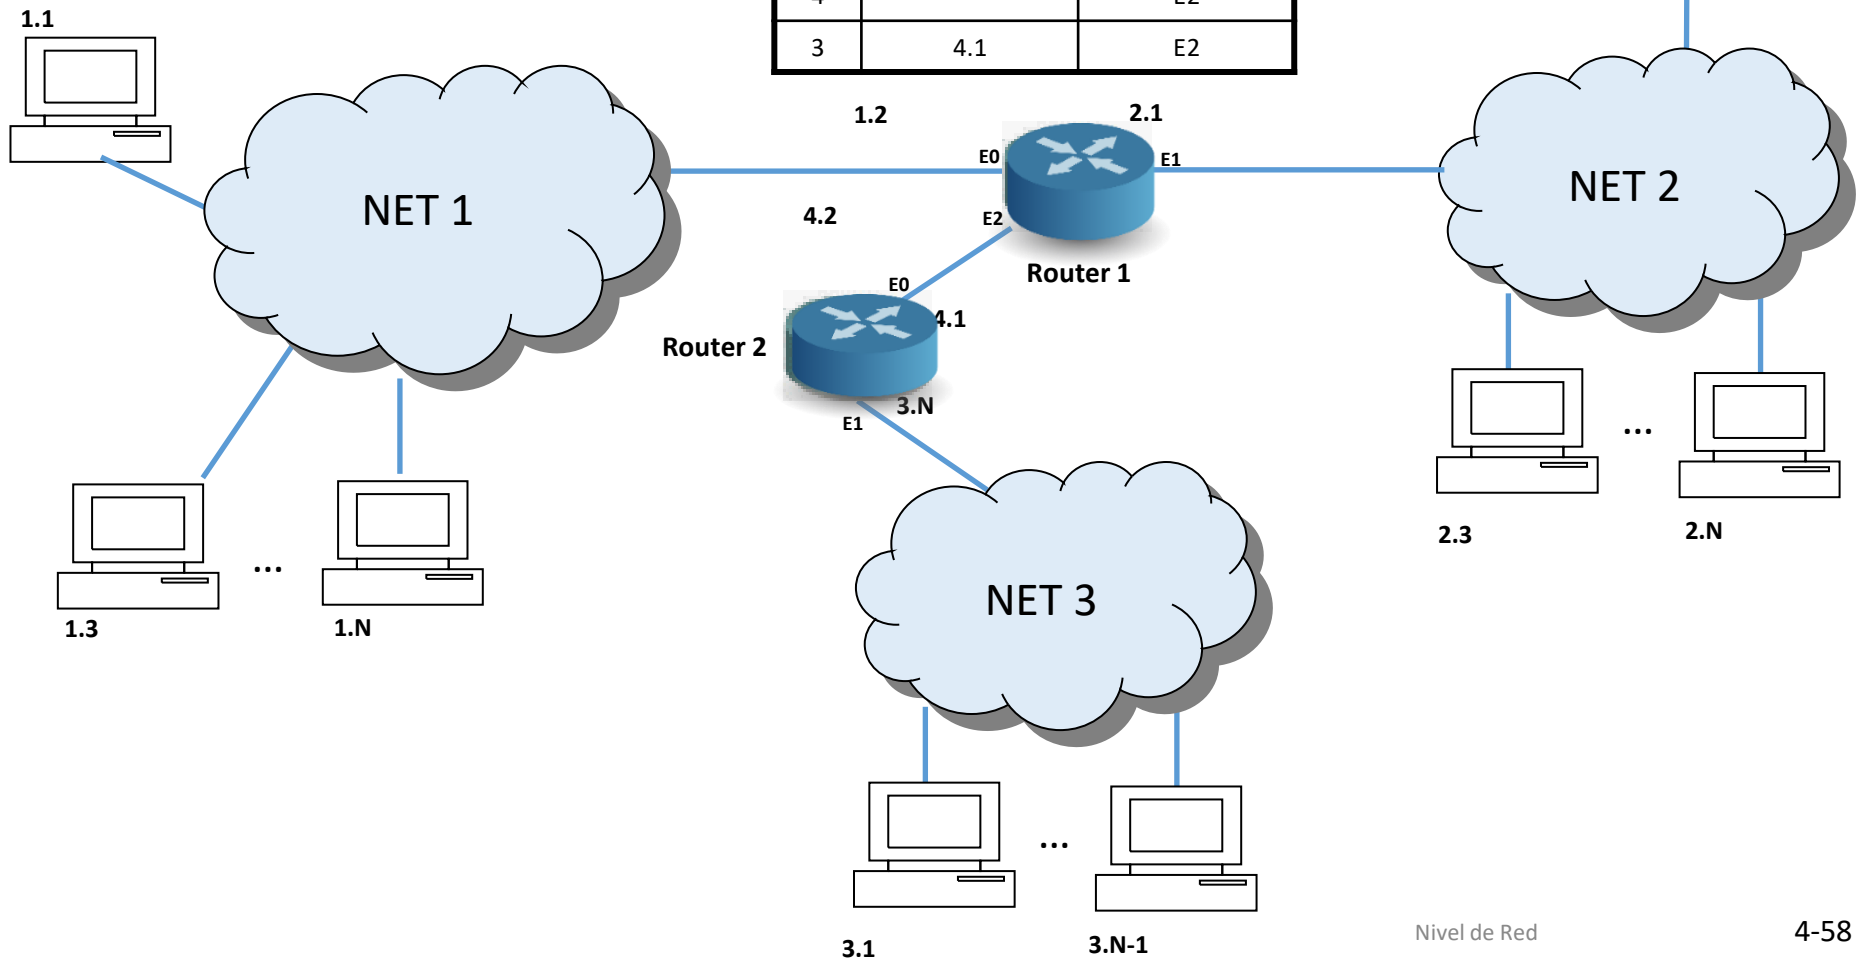 1.1
4 E2
3 4.1 E2
1.2
2.1
E0
E1
NET 1
NET 2
4.2
E2
Router 1
E0
4.1
Router 2
3.N
E1
...
2.3
2.N
...
1.3
1.N
NET 3
...
3.1
3.N-1
Nivel de Red
4-58